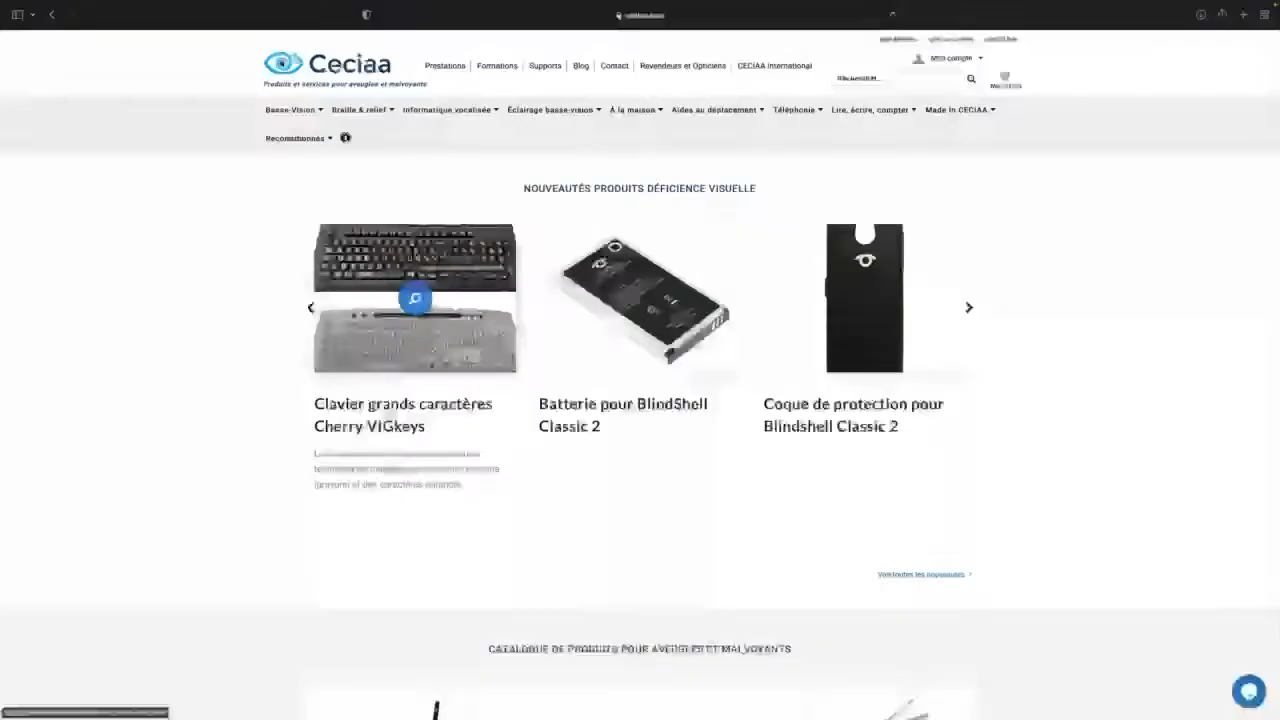 Ceciaa
Produits et services pour aveugles et malvoyants
Prestations
Formations
Supports
Blog
Contact
Revendeurs et Opticiens
CECIAA International
Mon compte
Basse-Vision
Braille & relief
Informatique vocalisée
Éclairage basse-vision
À la maison
Aides au déplacement
Téléphonie
Lire, écrire, compter
Made In CECIAA
Reconditionnés
NOUVEAUTÉS PRODUITS DÉFICIENCE VISUELLE
Clavier grands caractères
Cherry VIGkeys
Batterie pour BlindShell
Classic 2
Coque de protection pour
Blindshell Classic 2
Voir toutes les nouveautés
CATALOGUE DE PRODUITS POUR AVEUGLES ET MALVOYANTS